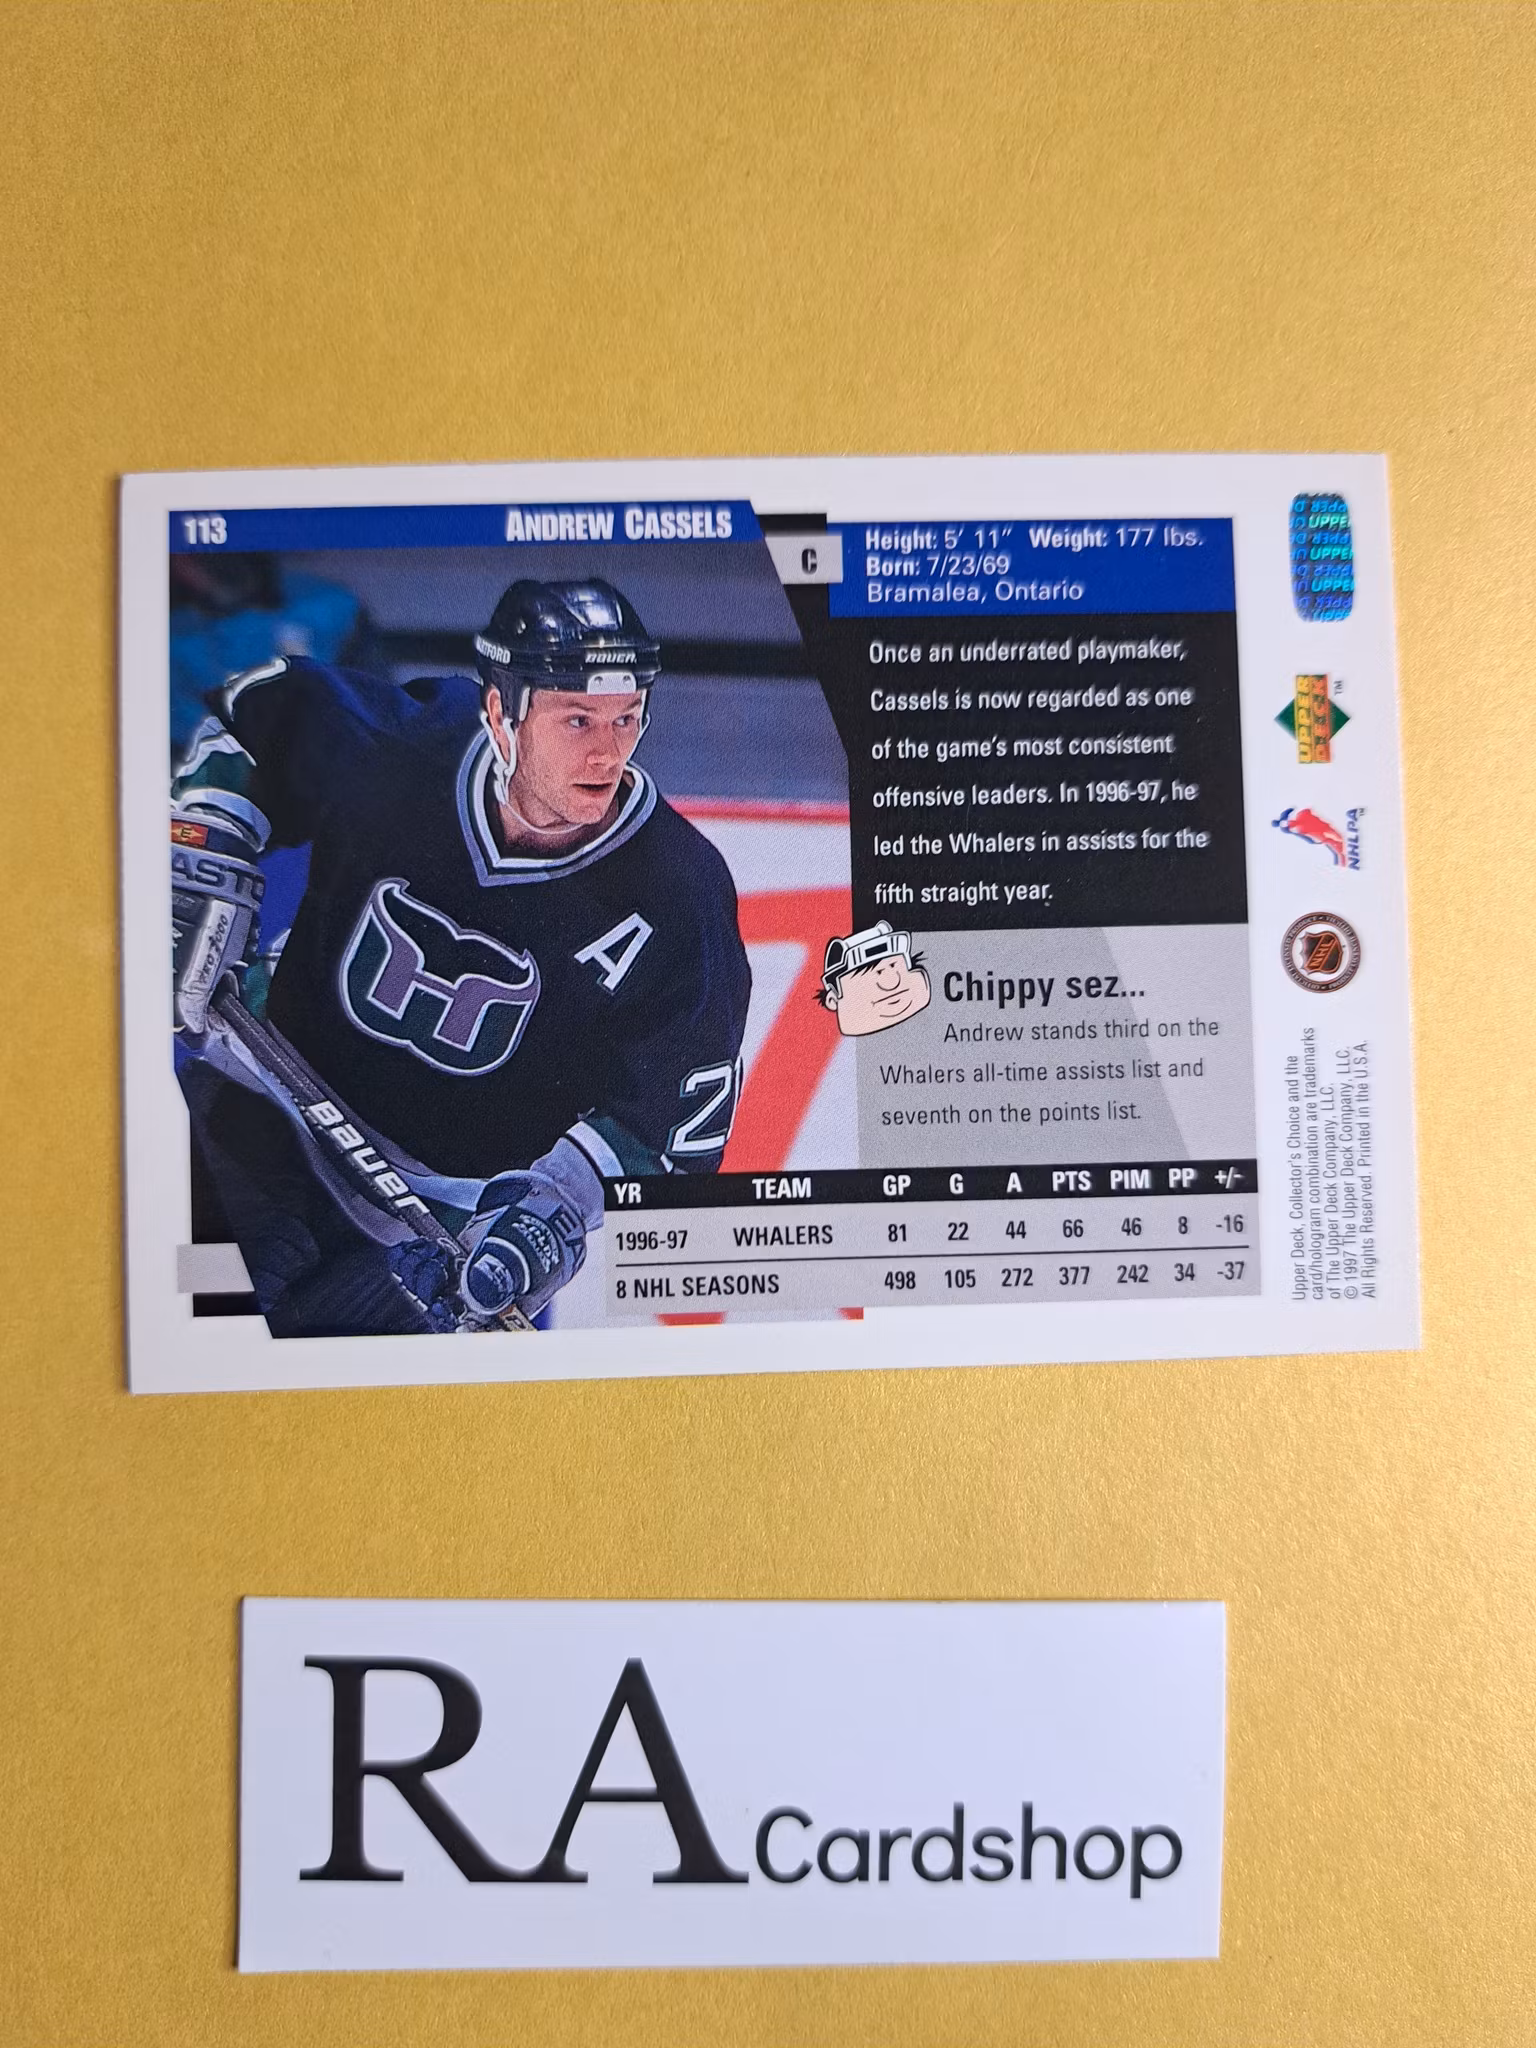 113 ANDREW CASSELS
C
Height: 5' 11" Weight: 177 lbs.
Born: 7/23/69
Bramalea, Ontario
Once an underrated playmaker,
Cassels is now regarded as one
of the game's most consistent
offensive leaders. In 1996-97, he
led the Whalers in assists for the
fifth straight year.
Chippy sez...
Andrew stands third on the
Whalers all-time assists list and
seventh on the points list.
YR TEAM GP G A PTS PIM PP +/-
1996-97 WHALERS 81 22 44 66 46 8 -16
8 NHL SEASONS 498 105 272 377 242 34 -37
BAUER
A
2
Bauer
UPPER
DECK™
NHLPA™
NHL
Upper Deck, Collector's Choice and the
card/hologram combination are trademarks
of The Upper Deck Company, LLC.
© 1997 The Upper Deck Company, LLC.
All Rights Reserved. Printed in the U.S.A.
RA Cardshop